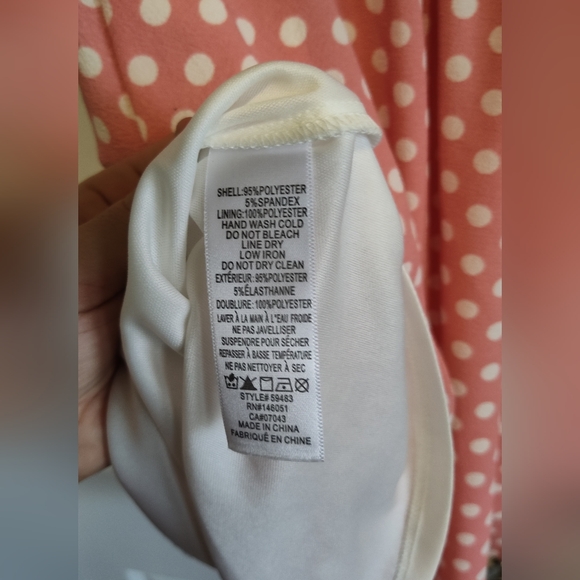 SHELL:95%POLYESTER
5%SPANDEX
LINING:100%POLYESTER
HAND WASH COLD
DO NOT BLEACH
LINE DRY
LOW IRON
DO NOT DRY CLEAN
EXTÉRIEUR:95%POLYESTER
5%ÉLASTHANNE
DOUBLURE:100%POLYESTER
LAVER À LA MAIN À L"EAU FROIDE
NE PAS JAVELLISER
SUSPENDRE POUR SÉCHER
REPASSER À BASSE TEMPÉRATURE
NE PAS NETTOYER À SEC
STYLE# 59483
RN#146051
CA#07043
MADE IN CHINA
FABRIQUÉ EN CHINE